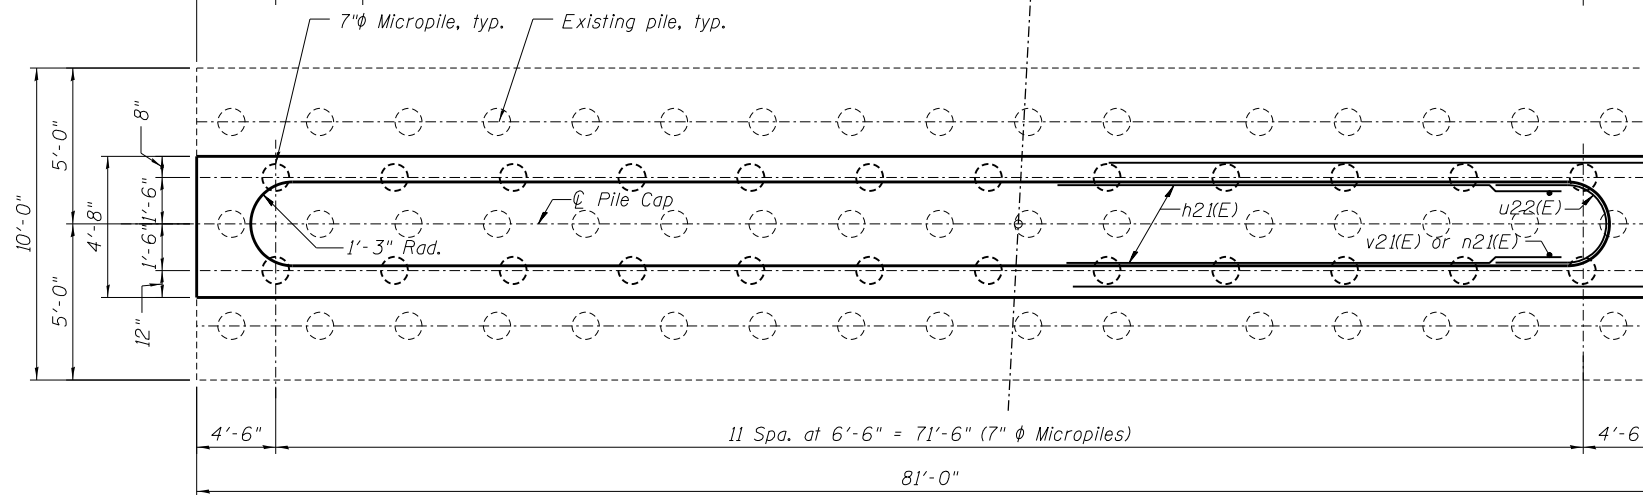 7"ϕ Micropile, typ.
Existing pile, typ.
8"
5'-0"
10'-0"
4'-8"
1'-6"
1'-6"
℄ Pile Cap
h21(E)
u22(E)
1'-3" Rad.
v21(E) or n21(E)
5'-0"
12"
4'-6"
11 Spa. at 6'-6" = 71'-6" (7" ϕ Micropiles)
4'-6
81'-0"